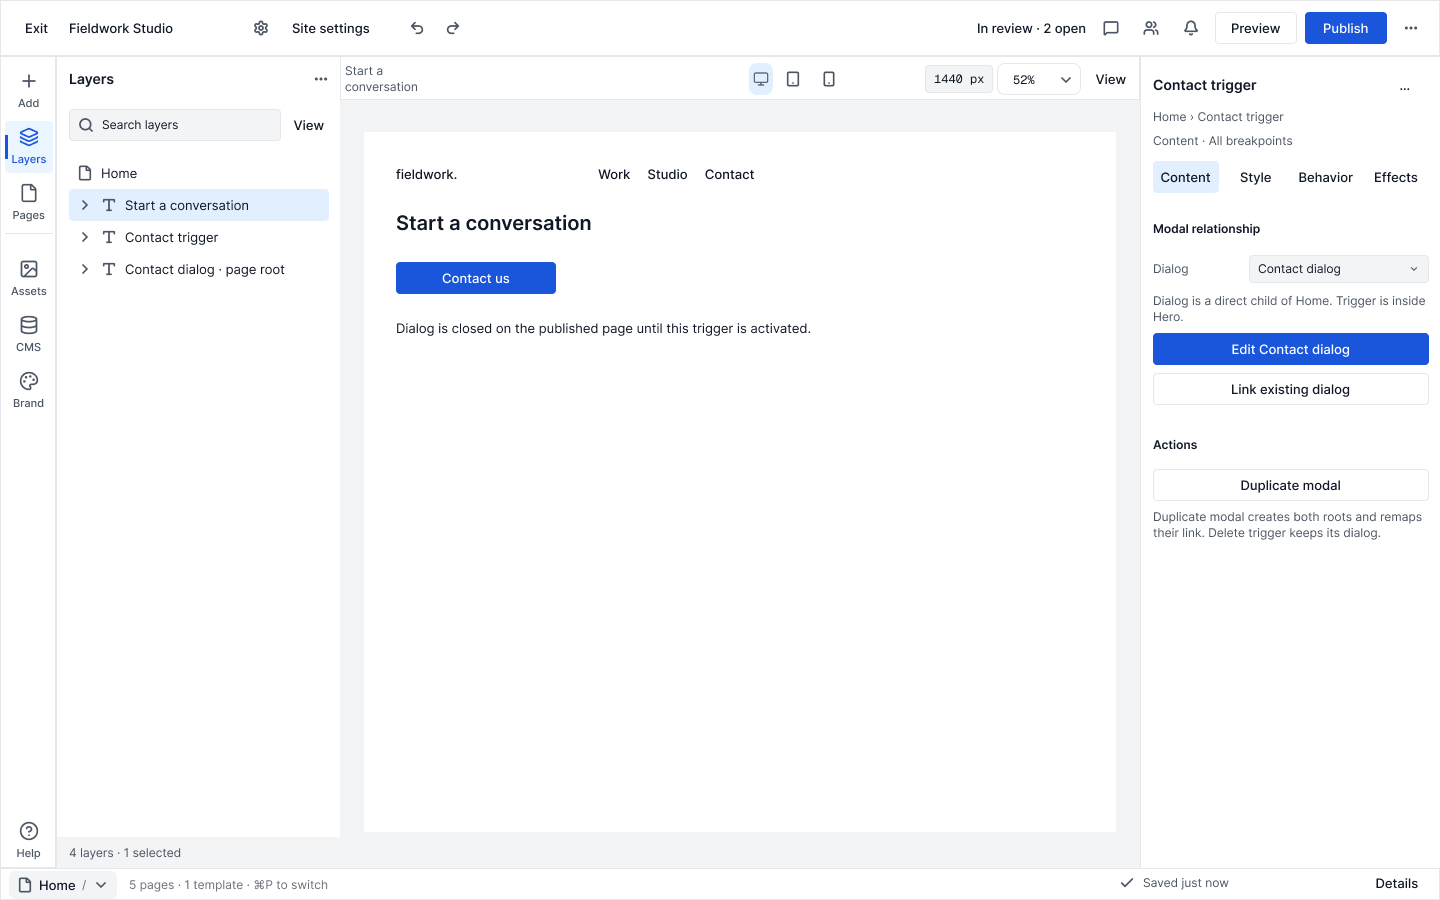 Exit
Fieldwork Studio
Site settings
In review · 2 open
Preview
Publish
Add
Layers
Pages
Assets
CMS
Brand
Help
Layers
Search layers
View
Home
Start a conversation
Contact trigger
Contact dialog · page root
4 layers · 1 selected
Start a
conversation
1440 px
52%
View
fieldwork.
Work
Studio
Contact
Start a conversation
Contact us
Dialog is closed on the published page until this trigger is activated.
Contact trigger
Home › Contact trigger
Content · All breakpoints
Content
Style
Behavior
Effects
Modal relationship
Dialog
Contact dialog
Dialog is a direct child of Home. Trigger is inside
Hero.
Edit Contact dialog
Link existing dialog
Actions
Duplicate modal
Duplicate modal creates both roots and remaps
their link. Delete trigger keeps its dialog.
Home /
5 pages · 1 template · ⌘P to switch
Saved just now
Details